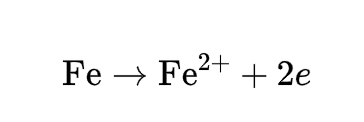 Fe → Fe²⁺ + 2e